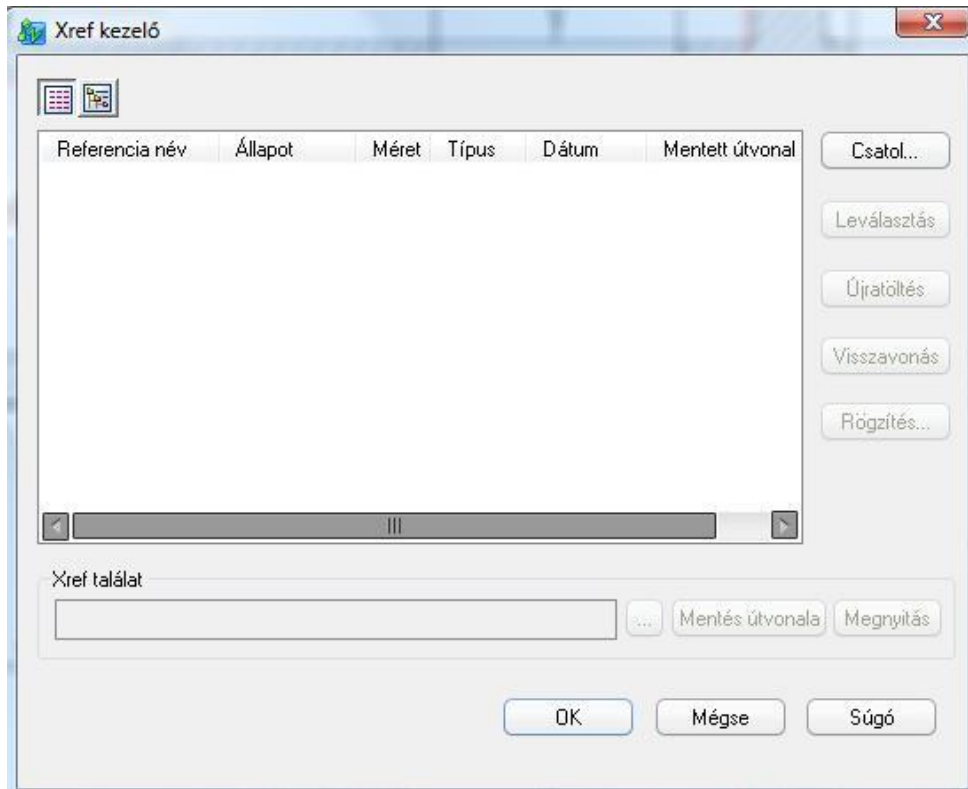 Xref kezelő
Referencia név Állapot Méret Típus Dátum Mentett útvonal
Csatol...
Leválasztás
Újratöltés
Visszavonás
Rögzítés...
Xref találat
... Mentés útvonala Megnyitás
OK Mégse Súgó